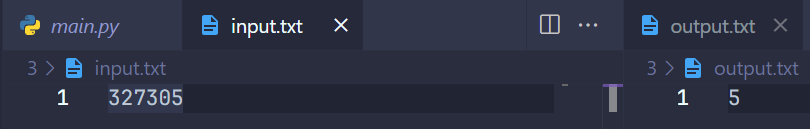 main.py input.txt output.txt
3 > input.txt 3 > output.txt
1 327305 1 5